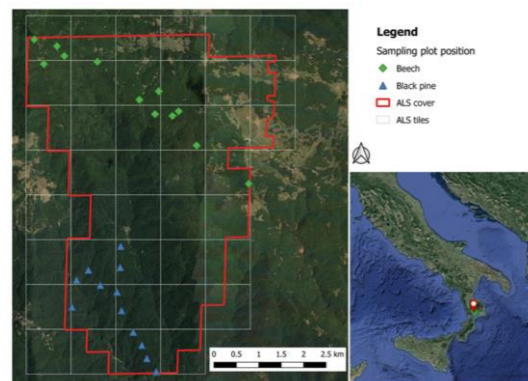 Legend
Sampling plot position
Beech
Black pine
ALS cover
ALS tiles
0 0.5 1 1.5 2 2.5 km